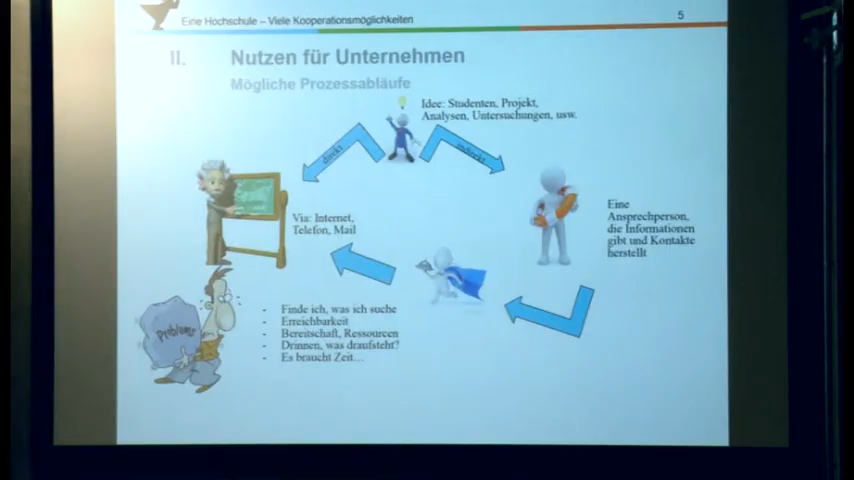 Eine Hochschule – Viele Kooperationsmöglichkeiten
5
II. Nutzen für Unternehmen
Mögliche Prozessabläufe
Idee: Studenten, Projekt,
Analysen, Untersuchungen, usw.
direkt
indirekt
Via: Internet,
Telefon, Mail
Eine
Ansprechperson,
die Informationen
gibt und Kontakte
herstellt
Problem
- Finde ich, was ich suche
- Erreichbarkeit
- Bereitschaft, Ressourcen
- Drinnen, was draufsteht?
- Es braucht Zeit…